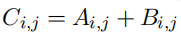 C_{i,j} = A_{i,j} + B_{i,j}